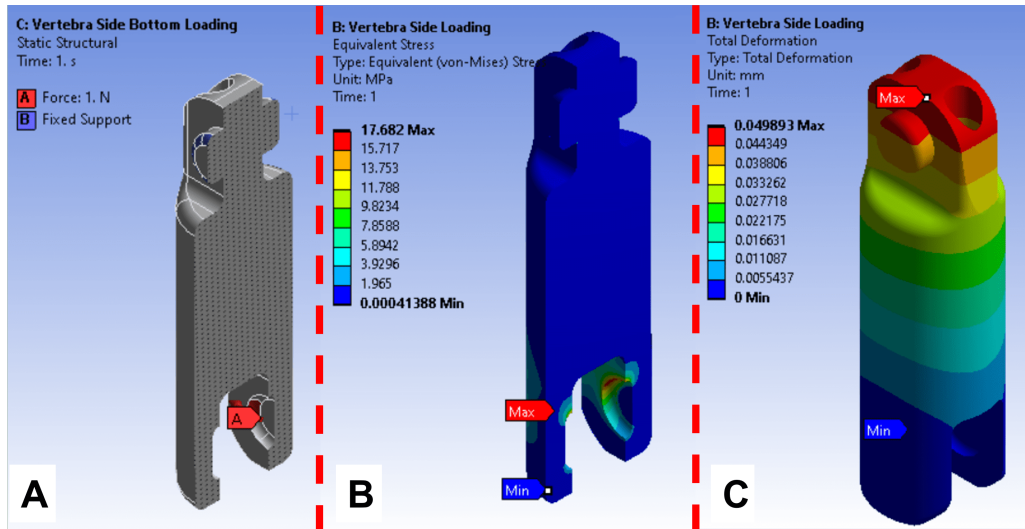 C: Vertebra Side Bottom Loading
Static Structural
Time: 1. s
A Force: 1. N
B Fixed Support
A
A
B: Vertebra Side Loading
Equivalent Stress
Type: Equivalent (von-Mises) Stre
Unit: MPa
Time: 1
17.682 Max
15.717
13.753
11.788
9.8234
7.8588
5.8942
3.9296
1.965
0.00041388 Min
Max
Min
B
B: Vertebra Side Loading
Total Deformation
Type: Total Deformation
Unit: mm
Time: 1
0.049893 Max
0.044349
0.038806
0.033262
0.027718
0.022175
0.016631
0.011087
0.0055437
0 Min
Max
Min
C